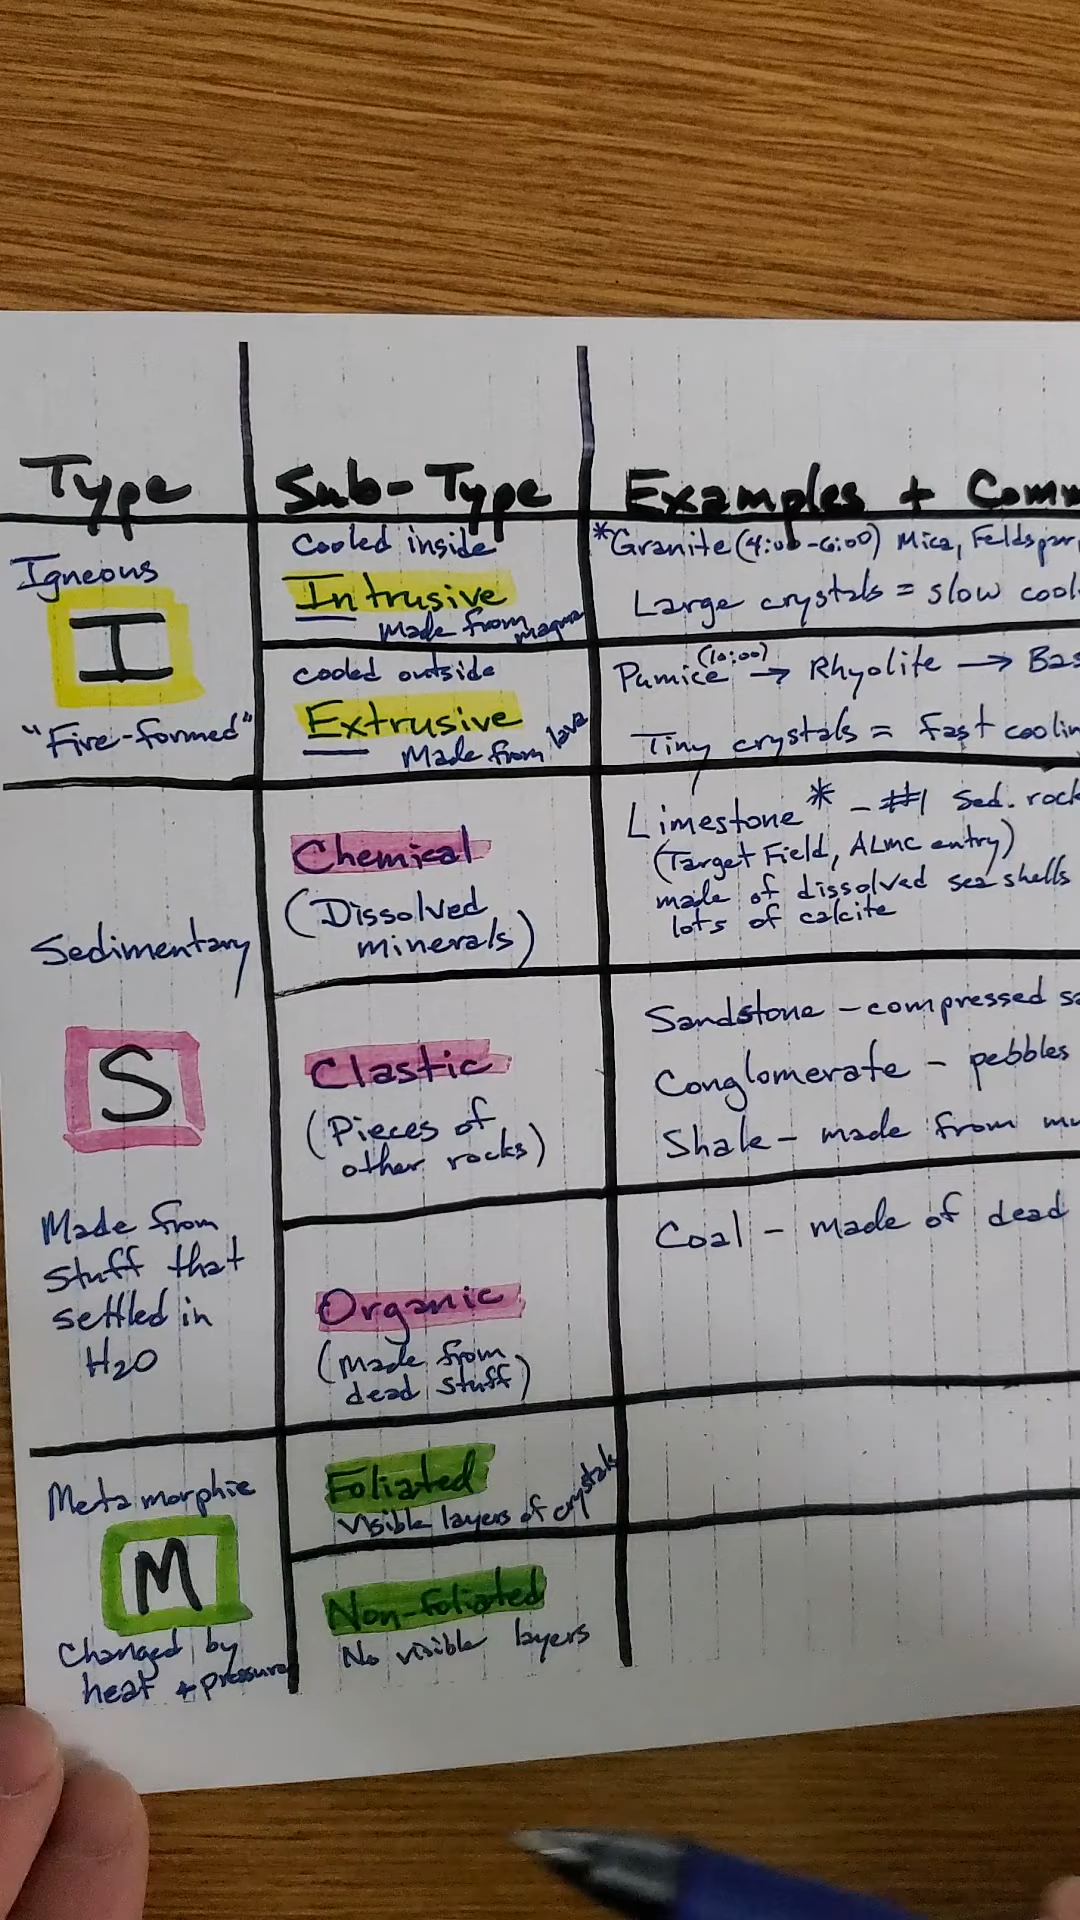 Type
Sub-Type
Examples + Comm
Igneous
I
"Fire-formed"
Cooled inside
Intrusive
Made from magma
*Granite (4:00-6:00) Mica, Feldspar,
Large crystals = slow cool
cooled outside
Extrusive
Made from lava
Pumice (10:00) → Rhyolite → Bas
Tiny crystals = fast coolin
Sedimentary
S
Made from
stuff that
settled in
H2O
Chemical
(Dissolved
minerals)
Limestone* - #1 Sed. rock
(Target Field, ALMC entry)
made of dissolved sea shells
lots of calcite
Clastic
(Pieces of
other rocks)
Sandstone - compressed sa
Conglomerate - pebbles
Shale - made from mu
Organic
(made from
dead stuff)
Coal - made of dead
Metamorphic
M
Changed by
heat + pressure
Foliated
Visible layers of crystals
Non-foliated
No visible layers